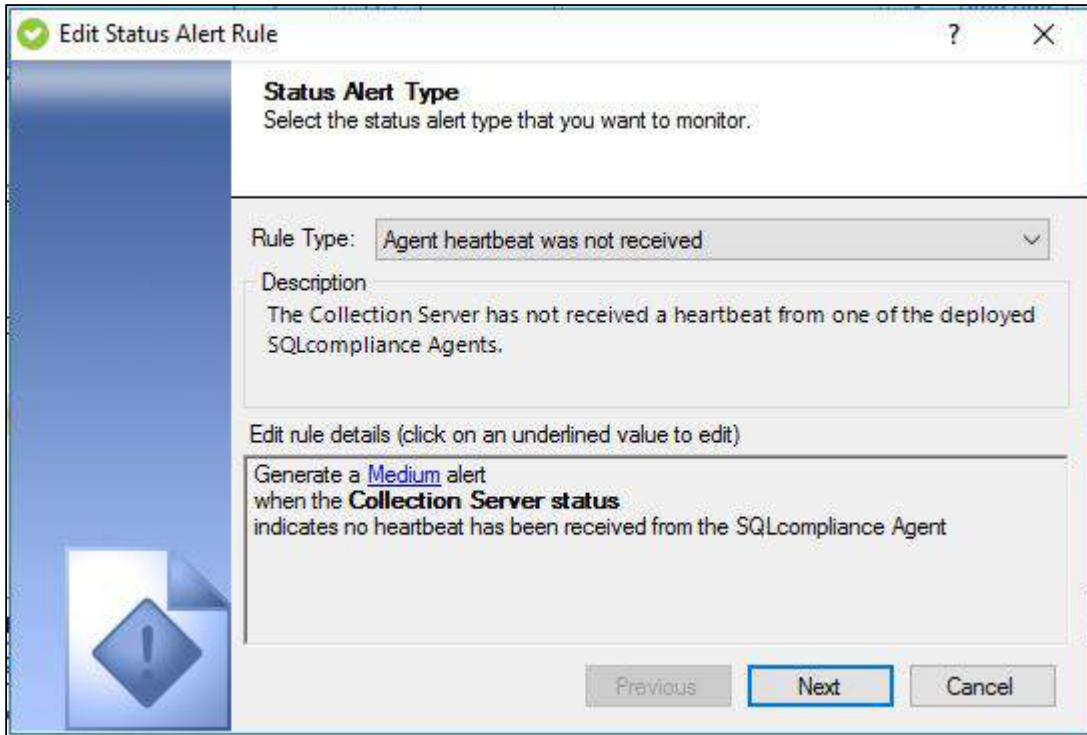 Edit Status Alert Rule
?
Status Alert Type
Select the status alert type that you want to monitor.
Rule Type: Agent heartbeat was not received
Description
The Collection Server has not received a heartbeat from one of the deployed
SQLcompliance Agents.
Edit rule details (click on an underlined value to edit)
Generate a Medium alert
when the Collection Server status
indicates no heartbeat has been received from the SQLcompliance Agent
Previous Next Cancel